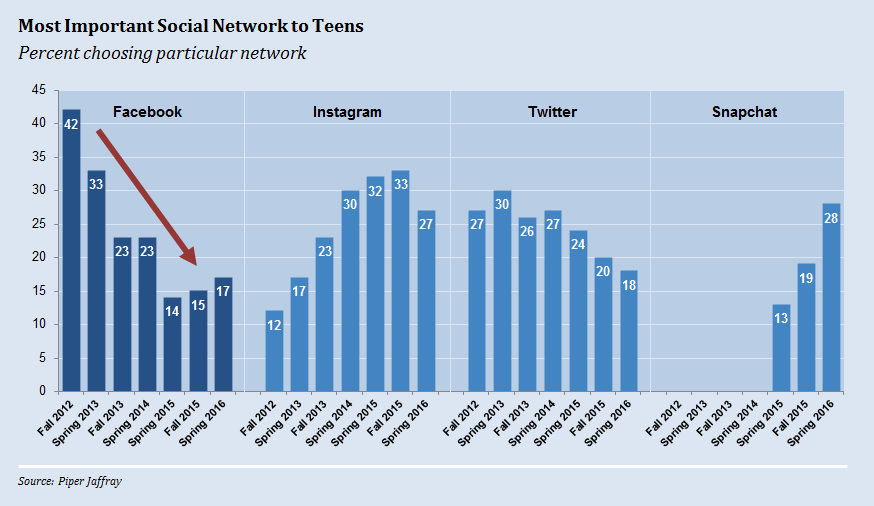 Most Important Social Network to Teens
Percent choosing particular network
45
40
35
30
25
20
15
10
5
0
Facebook
42
33
23
23
14
15
17
Fall 2012
Spring 2013
Fall 2013
Spring 2014
Spring 2015
Fall 2015
Spring 2016
Instagram
12
17
23
30
32
33
27
Fall 2012
Spring 2013
Fall 2013
Spring 2014
Spring 2015
Fall 2015
Spring 2016
Twitter
27
30
26
27
24
20
18
Fall 2012
Spring 2013
Fall 2013
Spring 2014
Spring 2015
Fall 2015
Spring 2016
Snapchat
13
19
28
Fall 2012
Spring 2013
Fall 2013
Spring 2014
Spring 2015
Fall 2015
Spring 2016
Source: Piper Jaffray